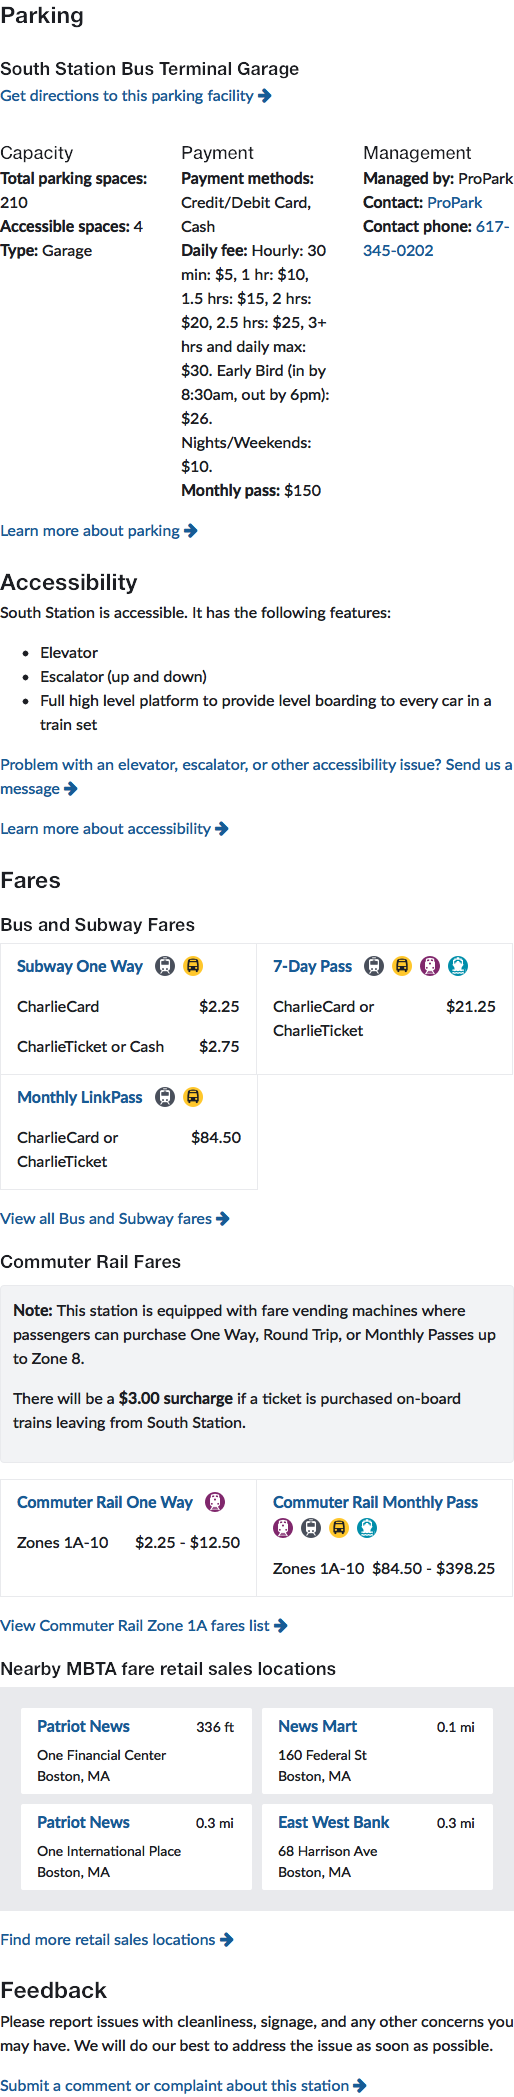 Parking
South Station Bus Terminal Garage
Get directions to this parking facility
Capacity
Total parking spaces:
210
Accessible spaces: 4
Type: Garage
Payment
Payment methods:
Credit/Debit Card,
Cash
Daily fee: Hourly: 30
min: $5, 1 hr: $10,
1.5 hrs: $15, 2 hrs:
$20, 2.5 hrs: $25, 3+
hrs and daily max:
$30. Early Bird (in by
8:30am, out by 6pm):
$26.
Nights/Weekends:
$10.
Monthly pass: $150
Management
Managed by: ProPark
Contact: ProPark
Contact phone: 617-
345-0202
Learn more about parking
Accessibility
South Station is accessible. It has the following features:
• Elevator
• Escalator (up and down)
• Full high level platform to provide level boarding to every car in a
train set
Problem with an elevator, escalator, or other accessibility issue? Send us a
message
Learn more about accessibility
Fares
Bus and Subway Fares
Subway One Way
CharlieCard $2.25
CharlieTicket or Cash $2.75
7-Day Pass
CharlieCard or $21.25
CharlieTicket
Monthly LinkPass
CharlieCard or $84.50
CharlieTicket
View all Bus and Subway fares
Commuter Rail Fares
Note: This station is equipped with fare vending machines where
passengers can purchase One Way, Round Trip, or Monthly Passes up
to Zone 8.
There will be a $3.00 surcharge if a ticket is purchased on-board
trains leaving from South Station.
Commuter Rail One Way
Zones 1A-10 $2.25 - $12.50
Commuter Rail Monthly Pass
Zones 1A-10 $84.50 - $398.25
View Commuter Rail Zone 1A fares list
Nearby MBTA fare retail sales locations
Patriot News 336 ft
One Financial Center
Boston, MA
News Mart 0.1 mi
160 Federal St
Boston, MA
Patriot News 0.3 mi
One International Place
Boston, MA
East West Bank 0.3 mi
68 Harrison Ave
Boston, MA
Find more retail sales locations
Feedback
Please report issues with cleanliness, signage, and any other concerns you
may have. We will do our best to address the issue as soon as possible.
Submit a comment or complaint about this station